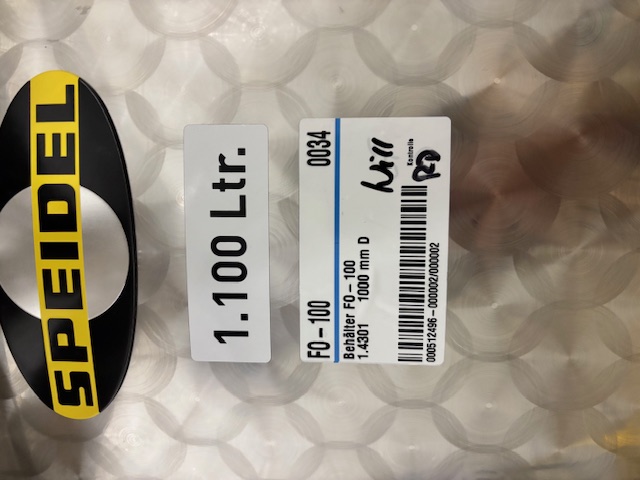 SPEIDEL
1.100 Ltr.
FO-100 0034
Behälter FO-100
1.4301 1000 mm D
Kontrolle
000512496-000002/000002